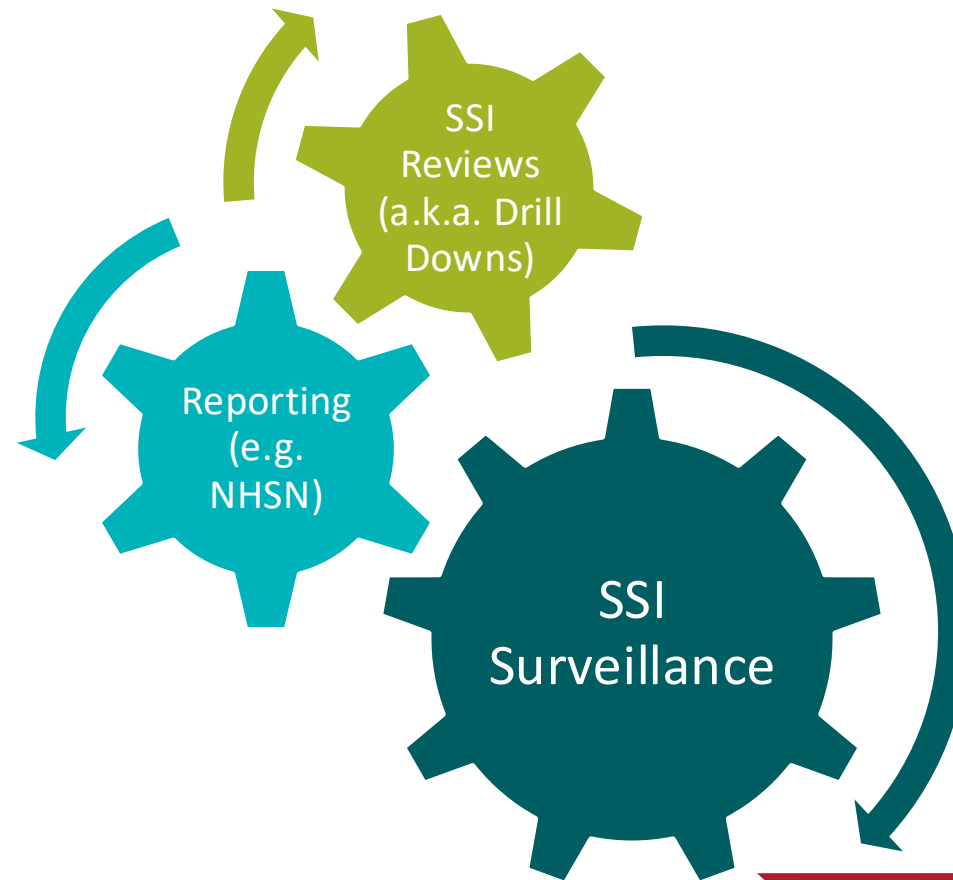 SSI
Reviews
(a.k.a. Drill
Downs)
Reporting
(e.g.
NHSN)
SSI
Surveillance